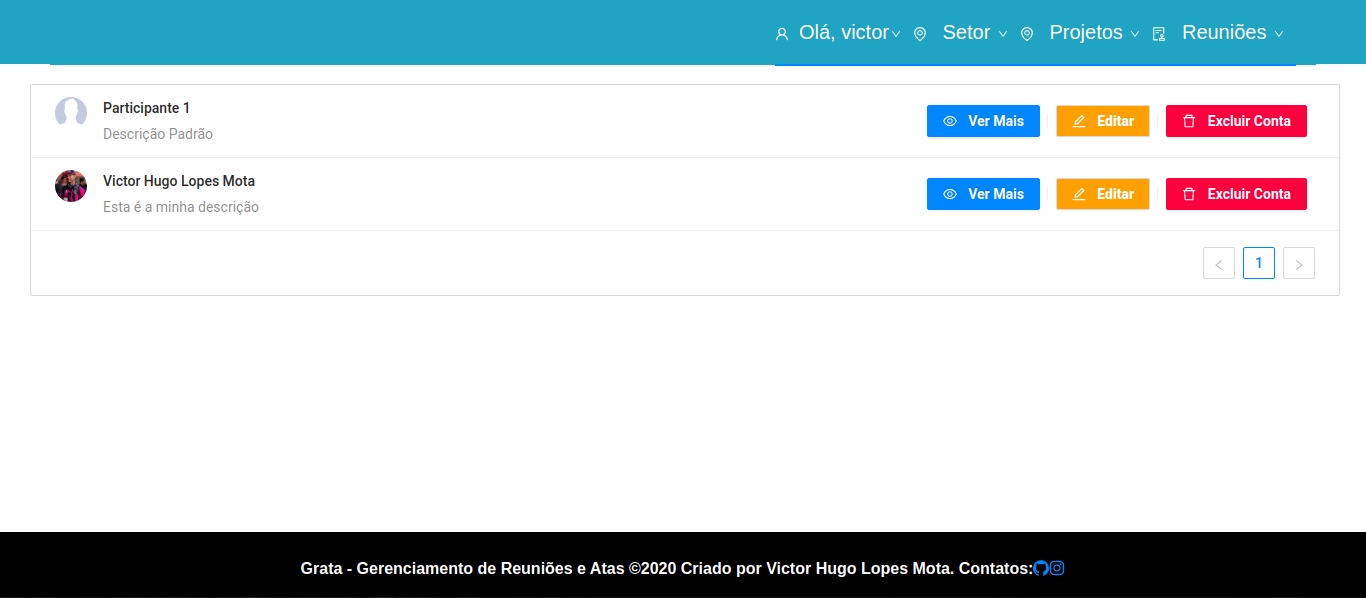 Olá, victor Setor Projetos Reuniões
Participante 1
Descrição Padrão
Ver Mais Editar Excluir Conta
Victor Hugo Lopes Mota
Esta é a minha descrição
Ver Mais Editar Excluir Conta
< 1 >
Grata - Gerenciamento de Reuniões e Atas ©2020 Criado por Victor Hugo Lopes Mota. Contatos: